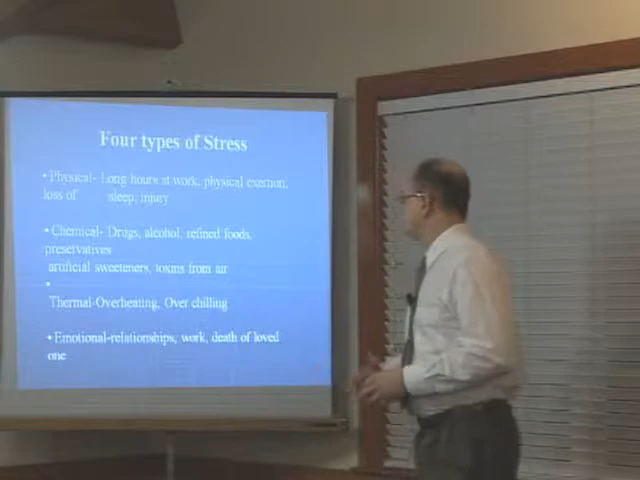 Four types of Stress
• Physical- Long hours at work, physical exertion,
loss of sleep, injury
• Chemical- Drugs, alcohol, refined foods,
preservatives
artificial sweeteners, toxins from air
•
Thermal-Overheating, Over chilling
• Emotional-relationships, work, death of loved
one